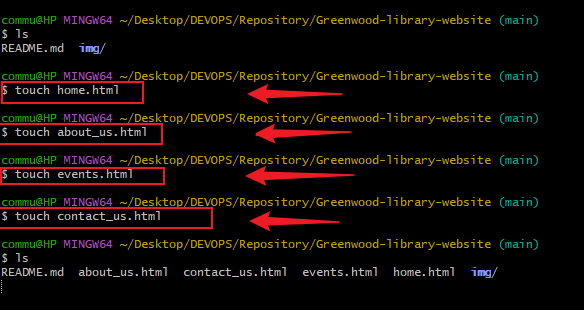 commu@HP MINGW64 ~/Desktop/DEVOPS/Repository/Greenwood-library-website (main)
$ ls
README.md  img/
commu@HP MINGW64 ~/Desktop/DEVOPS/Repository/Greenwood-library-website (main)
$ touch home.html
commu@HP MINGW64 ~/Desktop/DEVOPS/Repository/Greenwood-library-website (main)
$ touch about_us.html
commu@HP MINGW64 ~/Desktop/DEVOPS/Repository/Greenwood-library-website (main)
$ touch events.html
commu@HP MINGW64 ~/Desktop/DEVOPS/Repository/Greenwood-library-website (main)
$ touch contact_us.html
commu@HP MINGW64 ~/Desktop/DEVOPS/Repository/Greenwood-library-website (main)
$ ls
README.md  about_us.html  contact_us.html  events.html  home.html  img/